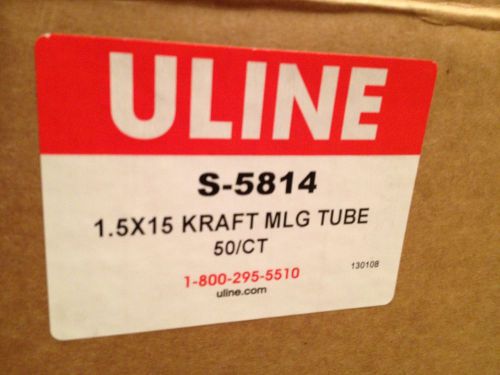 ULINE
S-5814
1.5X15 KRAFT MLG TUBE
50/CT
1-800-295-5510
uline.com
130108